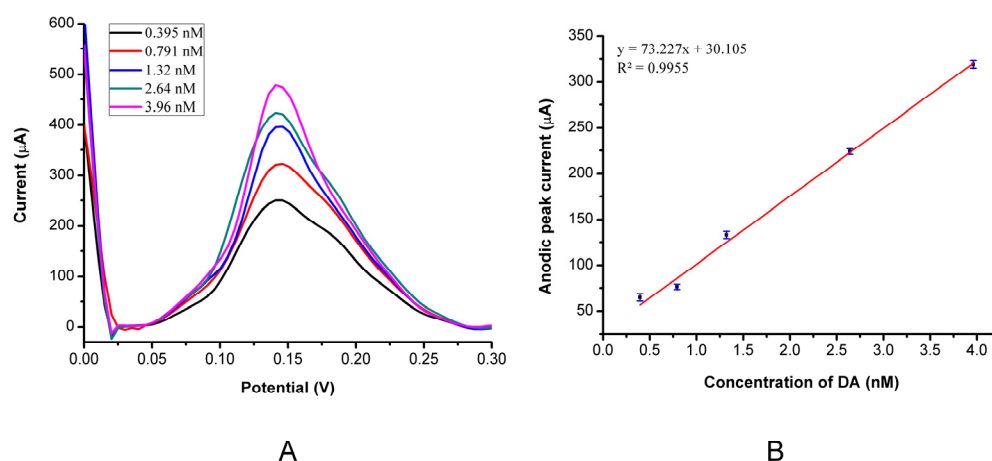 600
500
400
300
200
100
0
Current (µA)
0.395 nM
0.791 nM
1.32 nM
2.64 nM
3.96 nM
0.00 0.05 0.10 0.15 0.20 0.25 0.30
Potential (V)
A
350
300
250
200
150
100
50
Anodic peak current (µA)
y = 73.227x + 30.105
R² = 0.9955
0.0 0.5 1.0 1.5 2.0 2.5 3.0 3.5 4.0
Concentration of DA (nM)
B